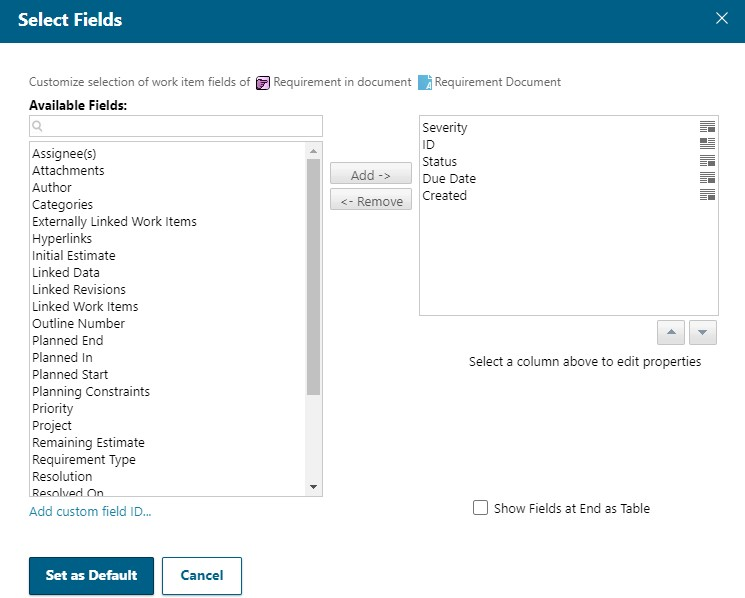 Select Fields
Customize selection of work item fields of Requirement in document Requirement Document
Available Fields:
Assignee(s)
Attachments
Author
Categories
Externally Linked Work Items
Hyperlinks
Initial Estimate
Linked Data
Linked Revisions
Linked Work Items
Outline Number
Planned End
Planned In
Planned Start
Planning Constraints
Priority
Project
Remaining Estimate
Requirement Type
Resolution
Resolved On
Add custom field ID...
Add ->
<- Remove
Severity
ID
Status
Due Date
Created
Select a column above to edit properties
Show Fields at End as Table
Set as Default
Cancel